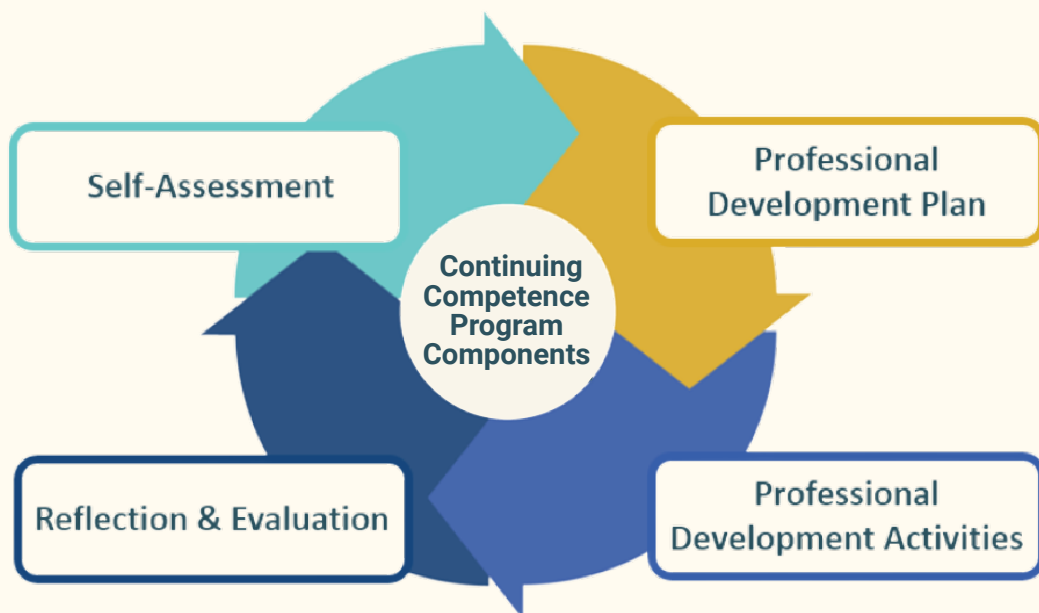 Self-Assessment
Professional
Development Plan
Continuing
Competence
Program
Components
Reflection & Evaluation
Professional
Development Activities